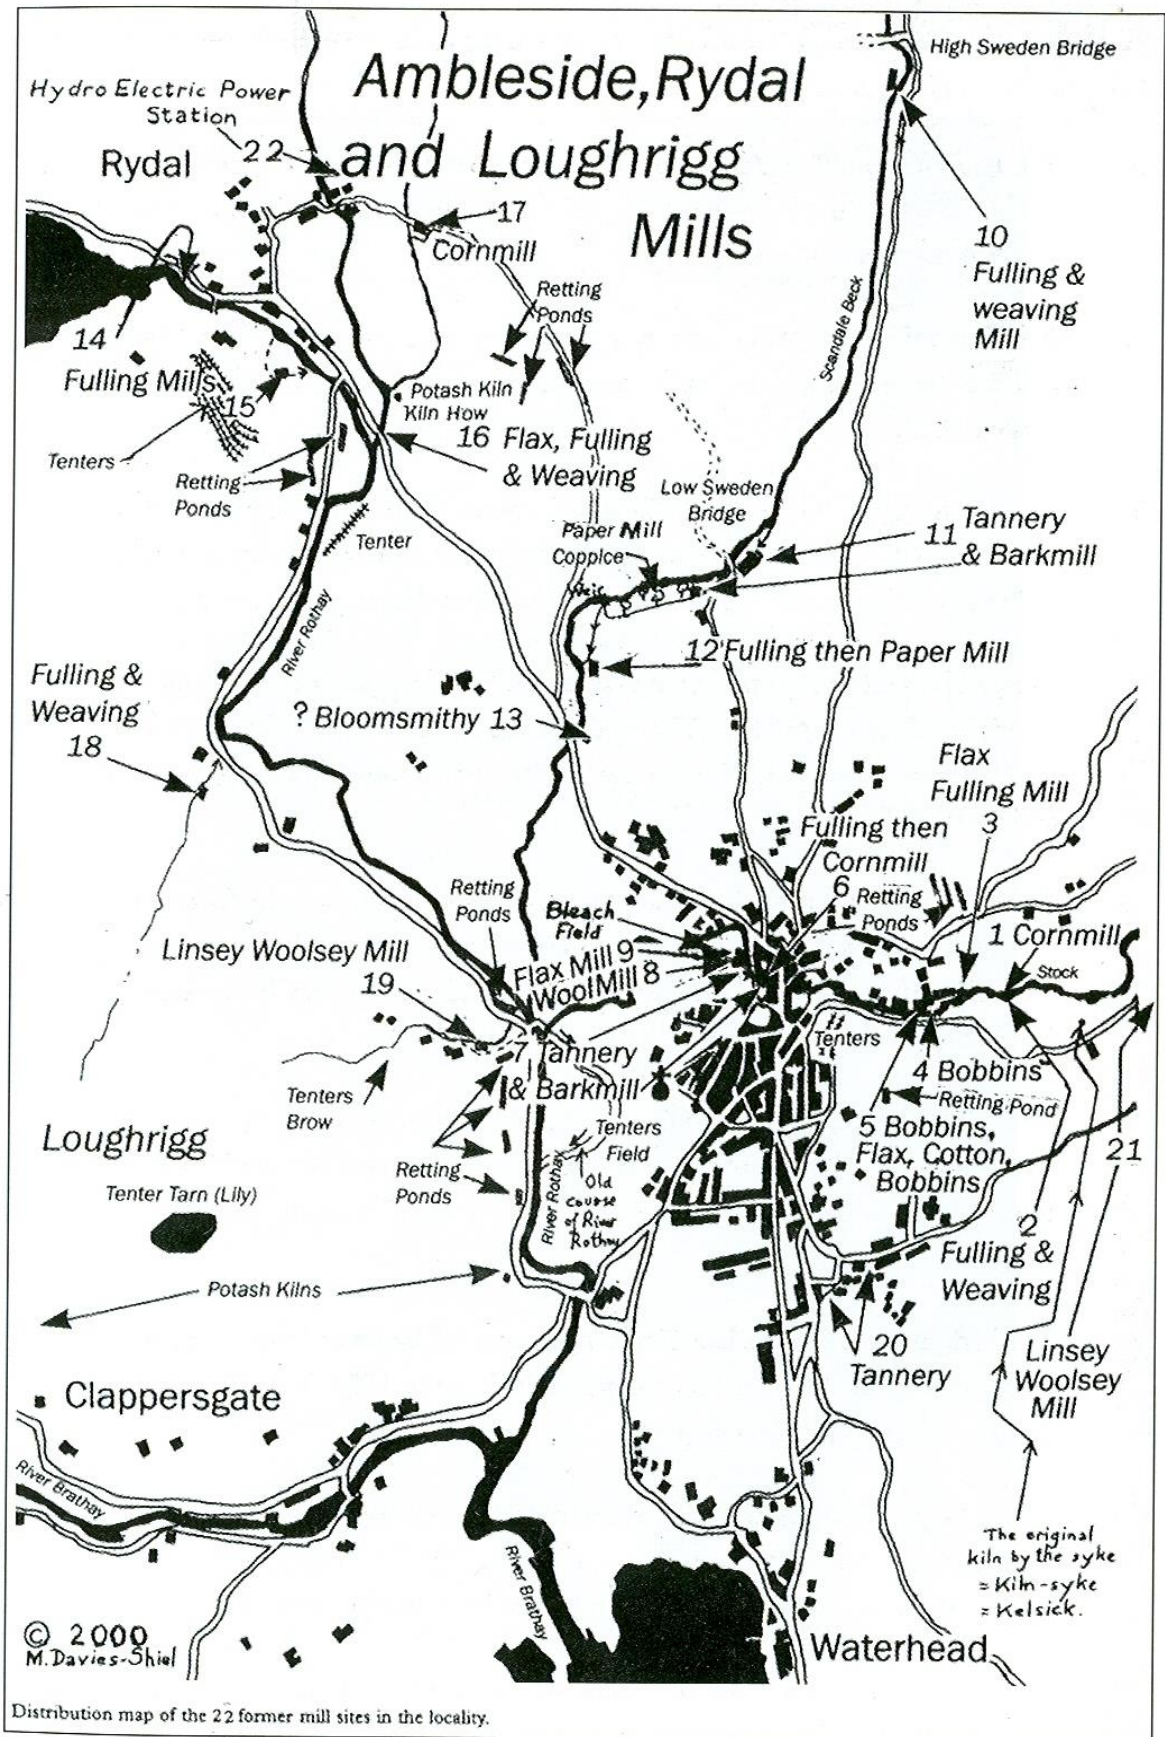 High Sweden Bridge
Ambleside, Rydal
and Loughrigg
Mills
Hydro Electric Power
Station
22
Rydal
17
Cornmill
10
Fulling &
weaving
Mill
Retting
Ponds
Scandale Beck
14
Fulling Mills
15
Potash Kiln
Kiln How
16 Flax, Fulling
& Weaving
Tenters
Retting
Ponds
Tenter
Low Sweden
Bridge
Paper Mill
Coppice
Weir
11 Tannery
& Barkmill
River Rothay
12 Fulling then Paper Mill
Fulling &
Weaving
18
? Bloomsmithy 13
Flax
Fulling Mill
3
Fulling then
Cornmill
6
Retting
Ponds
Retting
Ponds
Bleach
Field
1 Cornmill
Stock
Linsey Woolsey Mill
19
Flax Mill 9
Wool Mill 8
Tenters
7 Tannery
& Barkmill
4 Bobbins
Retting Pond
Tenters
Brow
5 Bobbins,
Flax, Cotton,
Bobbins
21
Loughrigg
Tenters
Field
Retting
Ponds
Tenter Tarn (Lily)
River Rothay
Old
course
of River
Rothay
2
Fulling &
Weaving
Potash Kilns
20
Tannery
Linsey
Woolsey
Mill
Clappersgate
River Brathay
River Brathay
The original
kiln by the syke
= Kiln-syke
= Kelsick.
© 2000
M. Davies-Shiel
Waterhead
Distribution map of the 22 former mill sites in the locality.